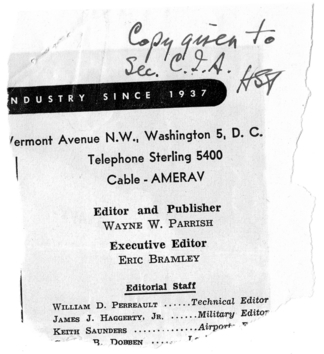 Copy given to
Sec. C.I.A.
HST
INDUSTRY SINCE 1937
Vermont Avenue N.W., Washington 5, D. C.
Telephone Sterling 5400
Cable - AMERAV
Editor and Publisher
WAYNE W. PARRISH
Executive Editor
ERIC BRAMLEY
Editorial Staff
WILLIAM D. PERREAULT ......Technical Editor
JAMES J. HAGGERTY, JR. ......Military Editor
KEITH SAUNDERS ............Airport
B. DOBBEN